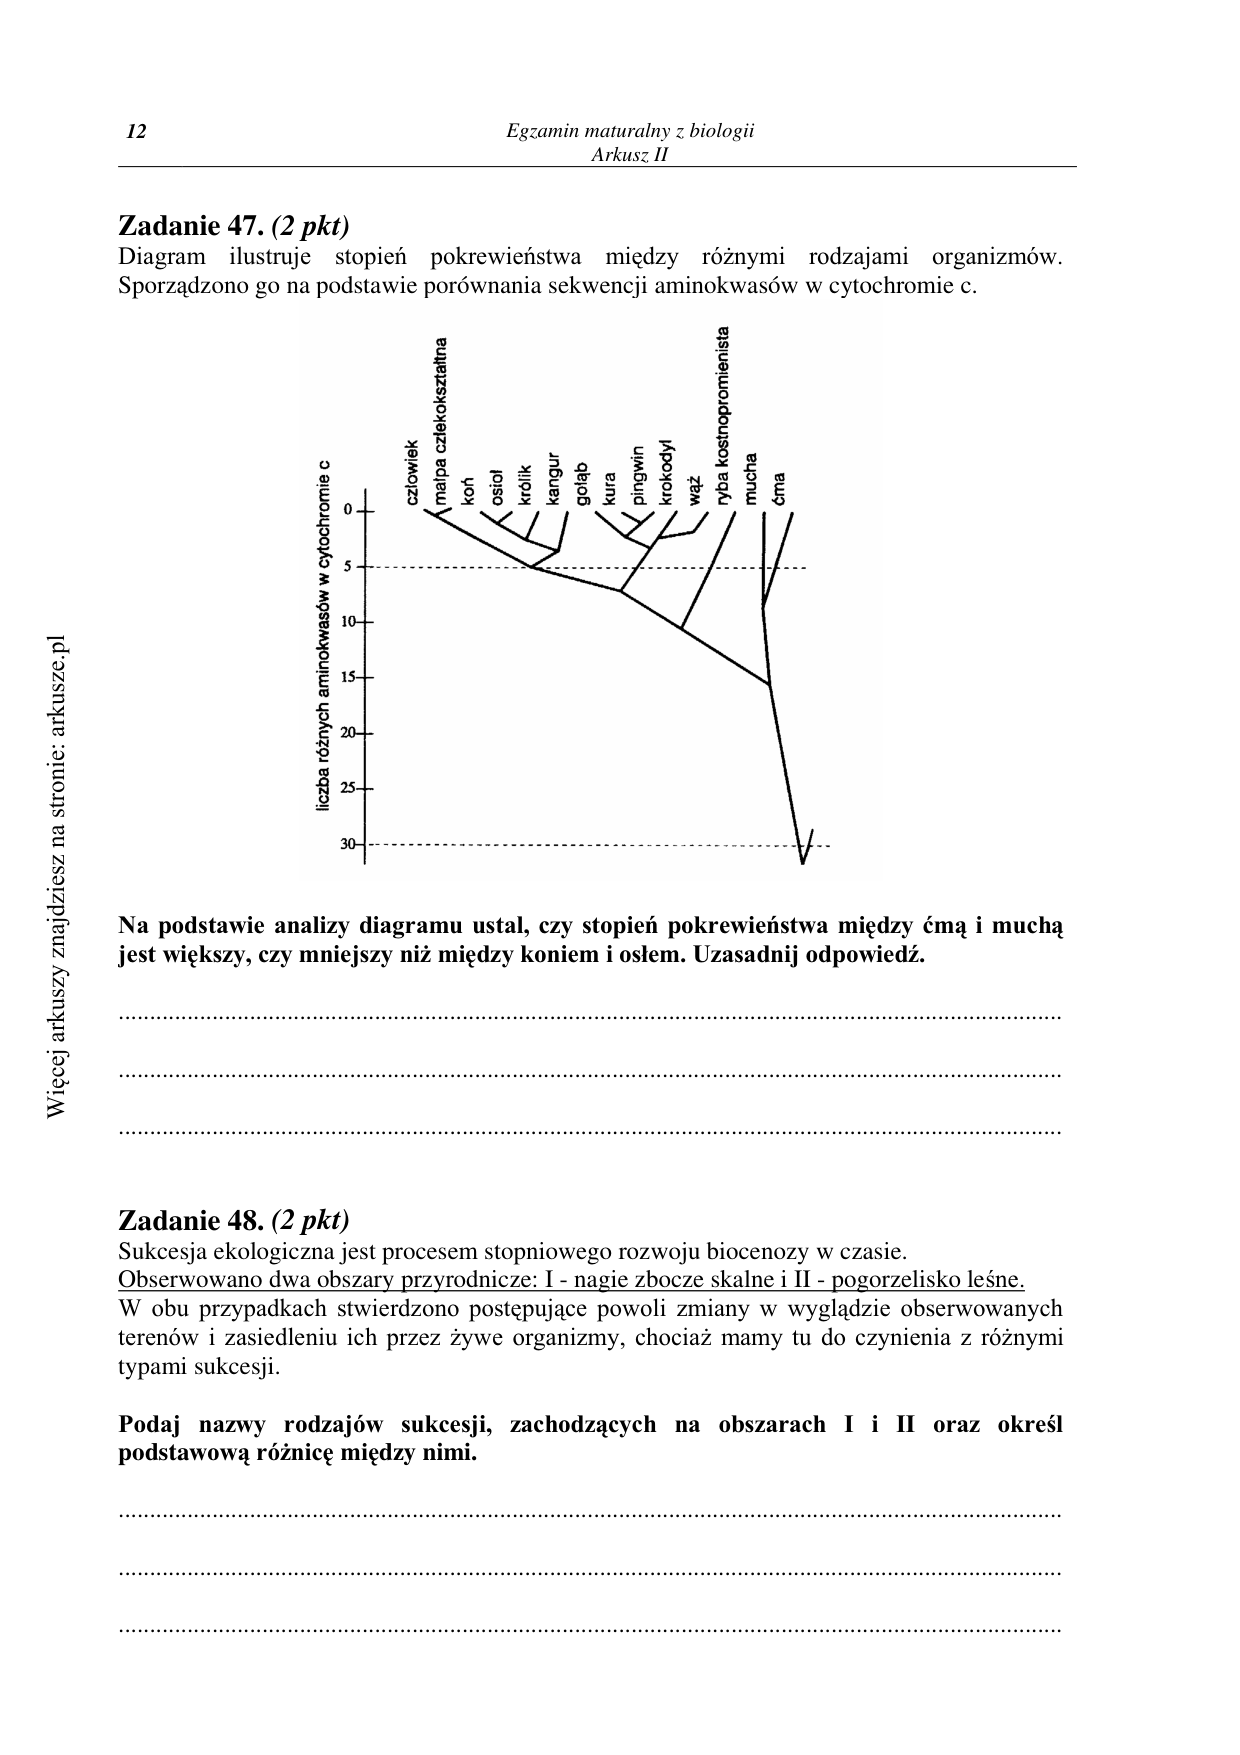 12
Egzamin maturalny z biologii
Arkusz II
Zadanie 47. (2 pkt)
Diagram ilustruje stopień pokrewieństwa między różnymi rodzajami organizmów.
Sporządzono go na podstawie porównania sekwencji aminokwasów w cytochromie c.
liczba różnych aminokwasów w cytochromie c
człowiek
małpa człekokształtna
koń
osioł
królik
kangur
gołąb
kura
pingwin
krokodyl
wąż
ryba kostnopromienista
mucha
ćma
0
5
10
15
20
25
30
Na podstawie analizy diagramu ustal, czy stopień pokrewieństwa między ćmą i muchą
jest większy, czy mniejszy niż między koniem i osłem. Uzasadnij odpowiedź.
Zadanie 48. (2 pkt)
Sukcesja ekologiczna jest procesem stopniowego rozwoju biocenozy w czasie.
Obserwowano dwa obszary przyrodnicze: I - nagie zbocze skalne i II - pogorzelisko leśne.
W obu przypadkach stwierdzono postępujące powoli zmiany w wyglądzie obserwowanych
terenów i zasiedleniu ich przez żywe organizmy, chociaż mamy tu do czynienia z różnymi
typami sukcesji.
Podaj nazwy rodzajów sukcesji, zachodzących na obszarach I i II oraz określ
podstawową różnicę między nimi.
Więcej arkuszy znajdziesz na stronie: arkusze.pl